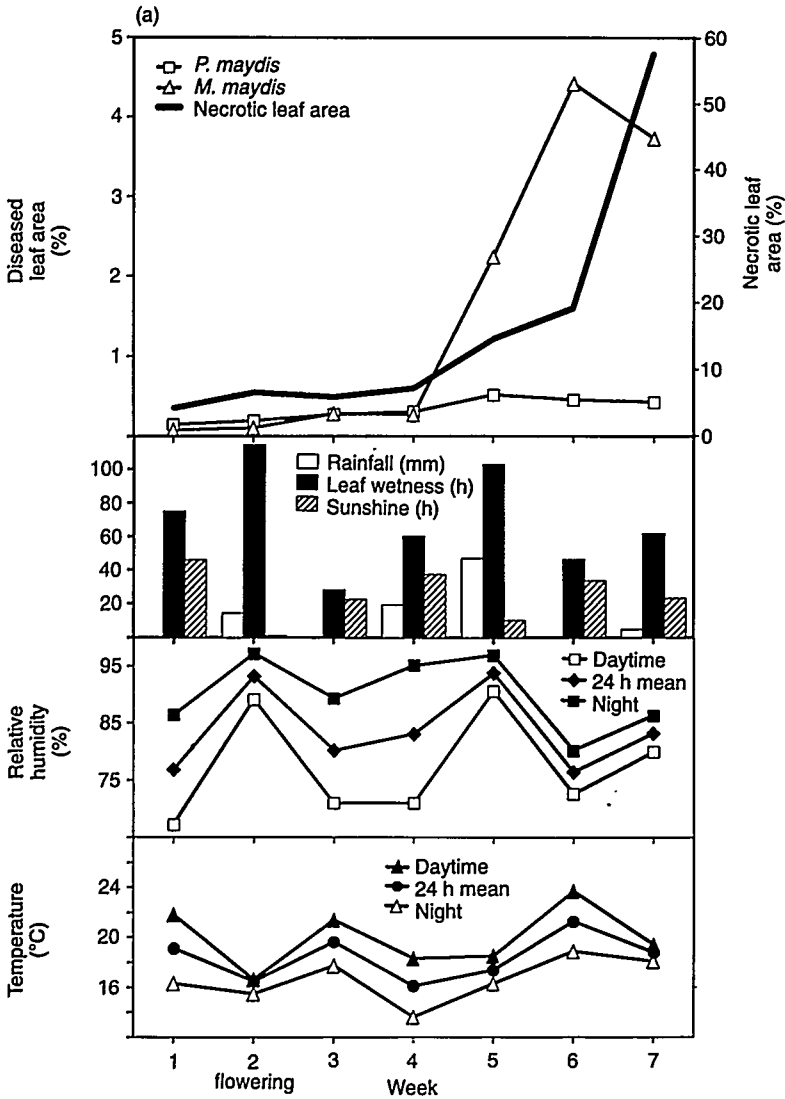 (a)
5
4
3
2
1
60
50
40
30
20
10
0
Diseased
leaf area
(%)
Necrotic leaf
area (%)
P. maydis
M. maydis
Necrotic leaf area
100
80
60
40
20
Rainfall (mm)
Leaf wetness (h)
Sunshine (h)
95
85
75
Relative
humidity
(%)
Daytime
24 h mean
Night
24
20
16
Temperature
(°C)
Daytime
24 h mean
Night
1 2 3 4 5 6 7
flowering
Week